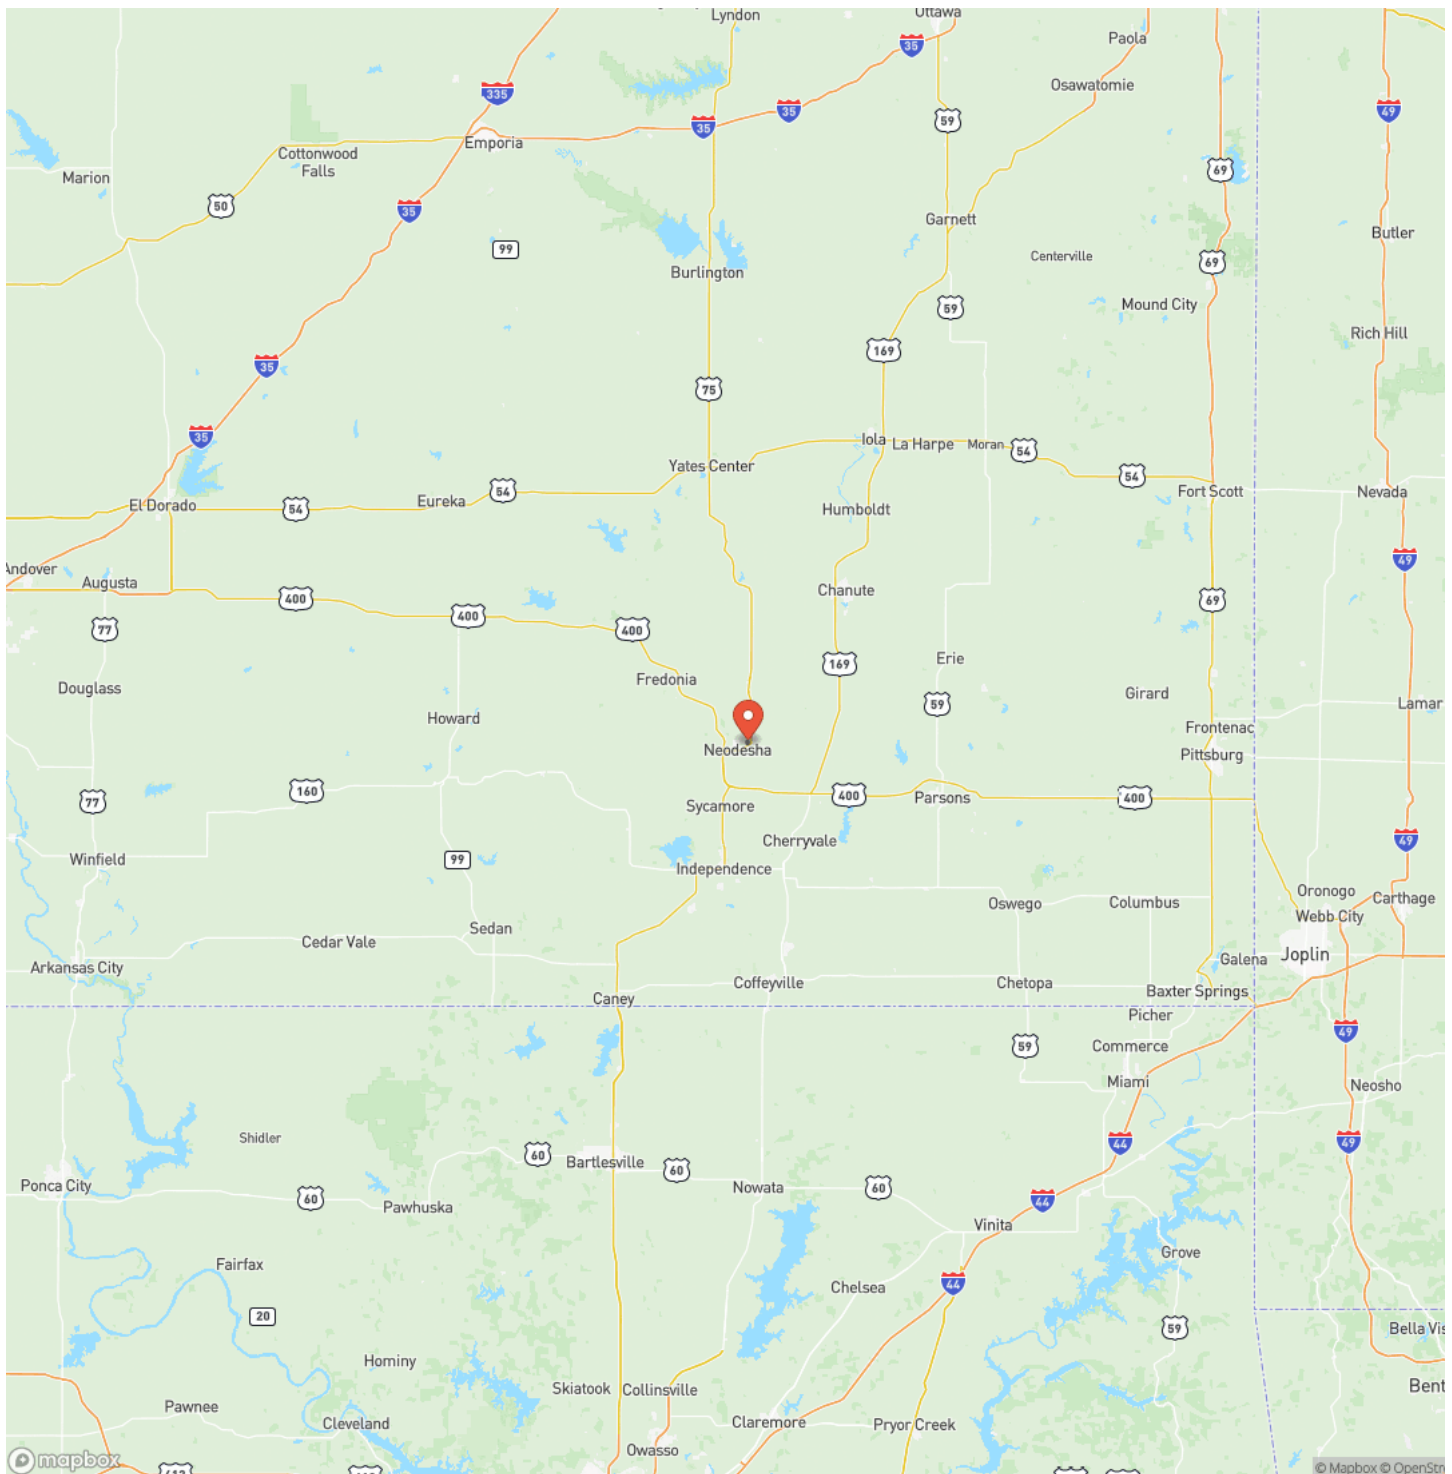 Lyndon
Ottawa
Paola
35
Osawatomie
335
35
49
59
35
Emporia
Cottonwood
Falls
Marion
69
50
35
Garnett
Butler
99
Centerville
69
Burlington
Mound City
59
Rich Hill
169
35
75
35
Iola
La Harpe
Moran
54
Yates Center
54
54
Fort Scott
Nevada
Eureka
El Dorado
54
Humboldt
49
Andover
Augusta
Chanute
400
69
400
77
400
Erie
169
Fredonia
Douglass
Girard
59
Lamar
Howard
Frontenac
Neodesha
Pittsburg
160
77
400
Parsons
400
Sycamore
Cherryvale
49
Winfield
99
Independence
Oronogo
Carthage
Oswego
Columbus
Webb City
Sedan
Cedar Vale
Joplin
Galena
Arkansas City
Coffeyville
Chetopa
Baxter Springs
Caney
Picher
49
59
Commerce
Miami
Neosho
Shidler
44
49
60
Bartlesville
60
Ponca City
Nowata
60
60
44
Pawhuska
Vinita
Grove
Fairfax
44
Chelsea
20
59
Bella Vis
Hominy
Bent
Skiatook
Collinsville
Pawnee
Cleveland
Claremore
Pryor Creek
Owasso
mapbox
© Mapbox © OpenStr